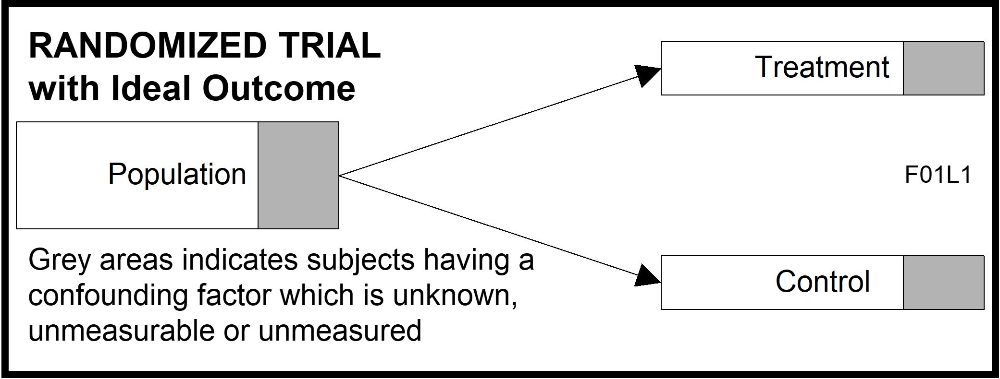 RANDOMIZED TRIAL
with Ideal Outcome
Treatment
Population
F01L1
Grey areas indicates subjects having a
confounding factor which is unknown,
unmeasurable or unmeasured
Control